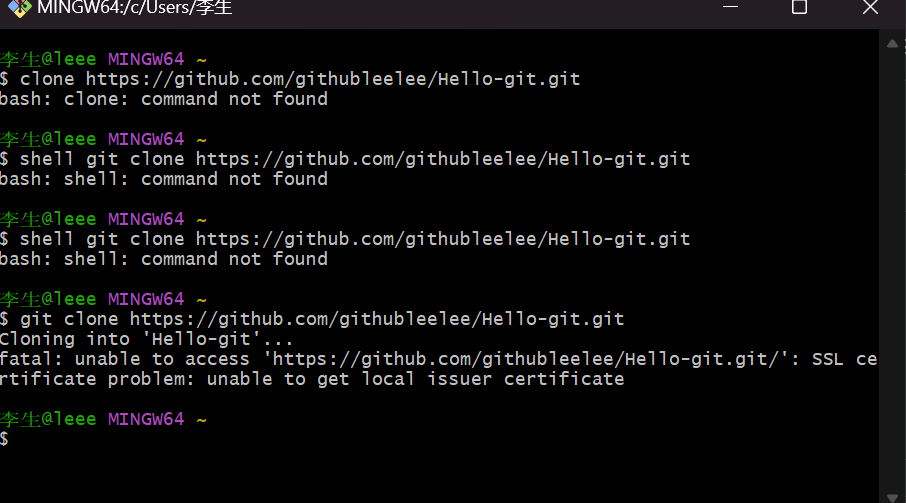 MINGW64:/c/Users/李生
李生@leee MINGW64 ~
$ clone https://github.com/githubleelee/Hello-git.git
bash: clone: command not found
李生@leee MINGW64 ~
$ shell git clone https://github.com/githubleelee/Hello-git.git
bash: shell: command not found
李生@leee MINGW64 ~
$ shell git clone https://github.com/githubleelee/Hello-git.git
bash: shell: command not found
李生@leee MINGW64 ~
$ git clone https://github.com/githubleelee/Hello-git.git
Cloning into 'Hello-git'...
fatal: unable to access 'https://github.com/githubleelee/Hello-git.git/': SSL ce
rtificate problem: unable to get local issuer certificate
李生@leee MINGW64 ~
$